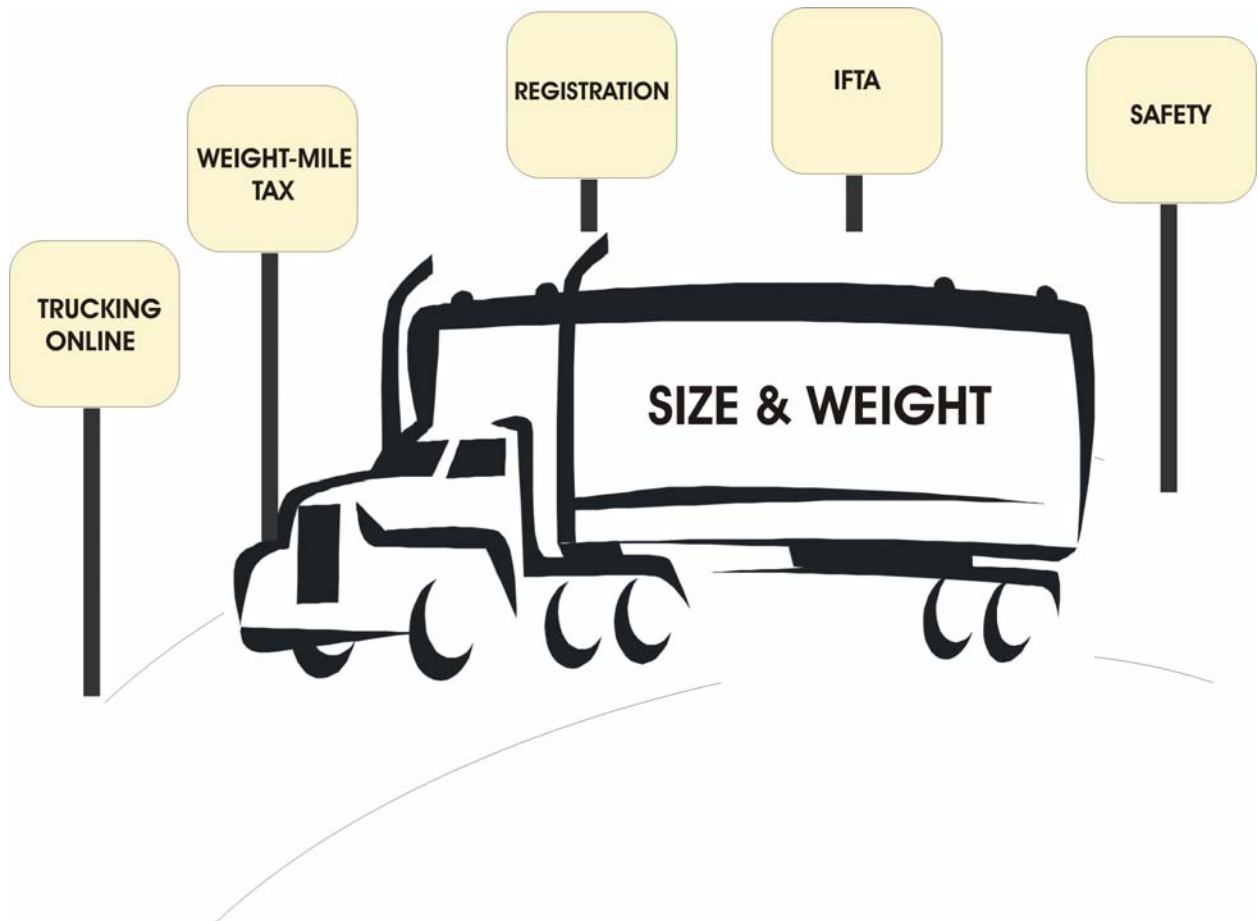 TRUCKING
ONLINE
WEIGHT-MILE
TAX
REGISTRATION
IFTA
SAFETY
SIZE & WEIGHT